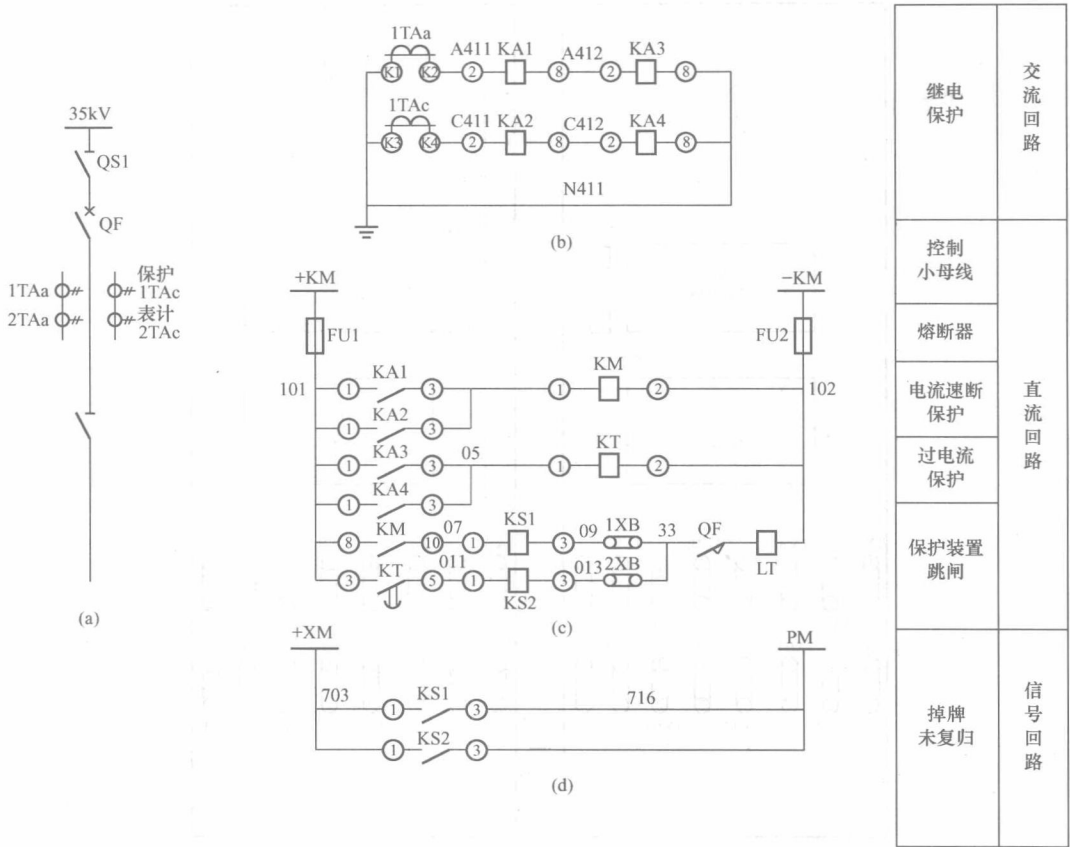 35kV
QS1
QF
保护
1TAa
1TAc
表计
2TAa
2TAc
(a)
1TAa
K1 K2 A411 2 KA1 8 A412 2 KA3 8
1TAc
K3 K4 C411 2 KA2 8 C412 2 KA4 8
N411
(b)
+KM
−KM
FU1
FU2
101
102
1 KA1 3
1 KM 2
1 KA2 3
1 KA3 3
05
1 KT 2
1 KA4 3
8 KM 10 07 1 KS1 3 09 1XB 33 QF LT
3 KT 5 011 1 KS2 3 013 2XB
(c)
+XM
PM
703
716
1 KS1 3
1 KS2 3
(d)
继电
保护
交流回路
控制
小母线
熔断器
电流速断
保护
过电流
保护
保护装置
跳闸
直流回路
掉牌
未复归
信号回路